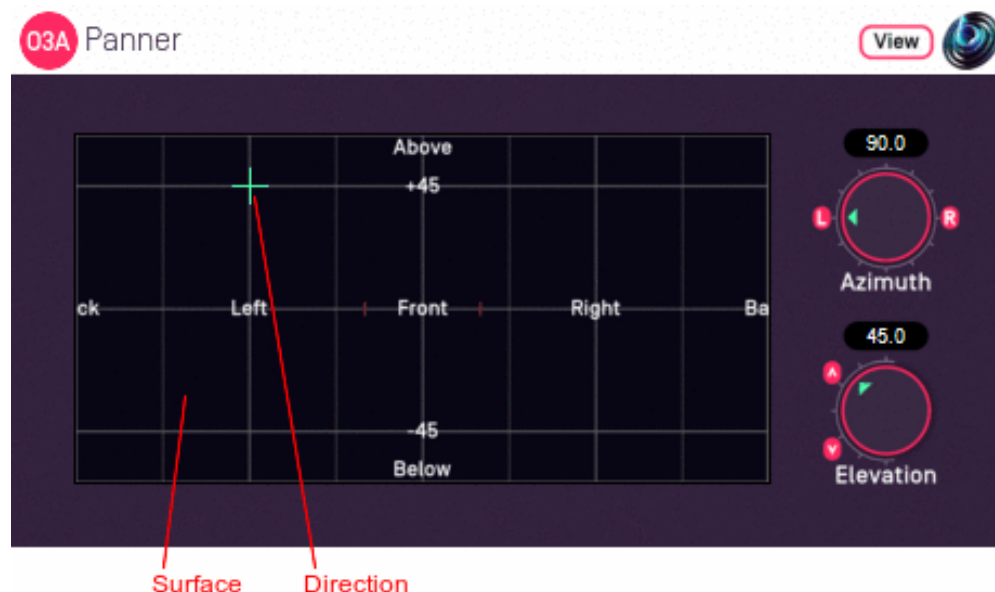 O3A Panner
View
Above
+45
90.0
L
R
Azimuth
ck
Left
Front
Right
Ba
45.0
-45
Below
Elevation
Surface
Direction